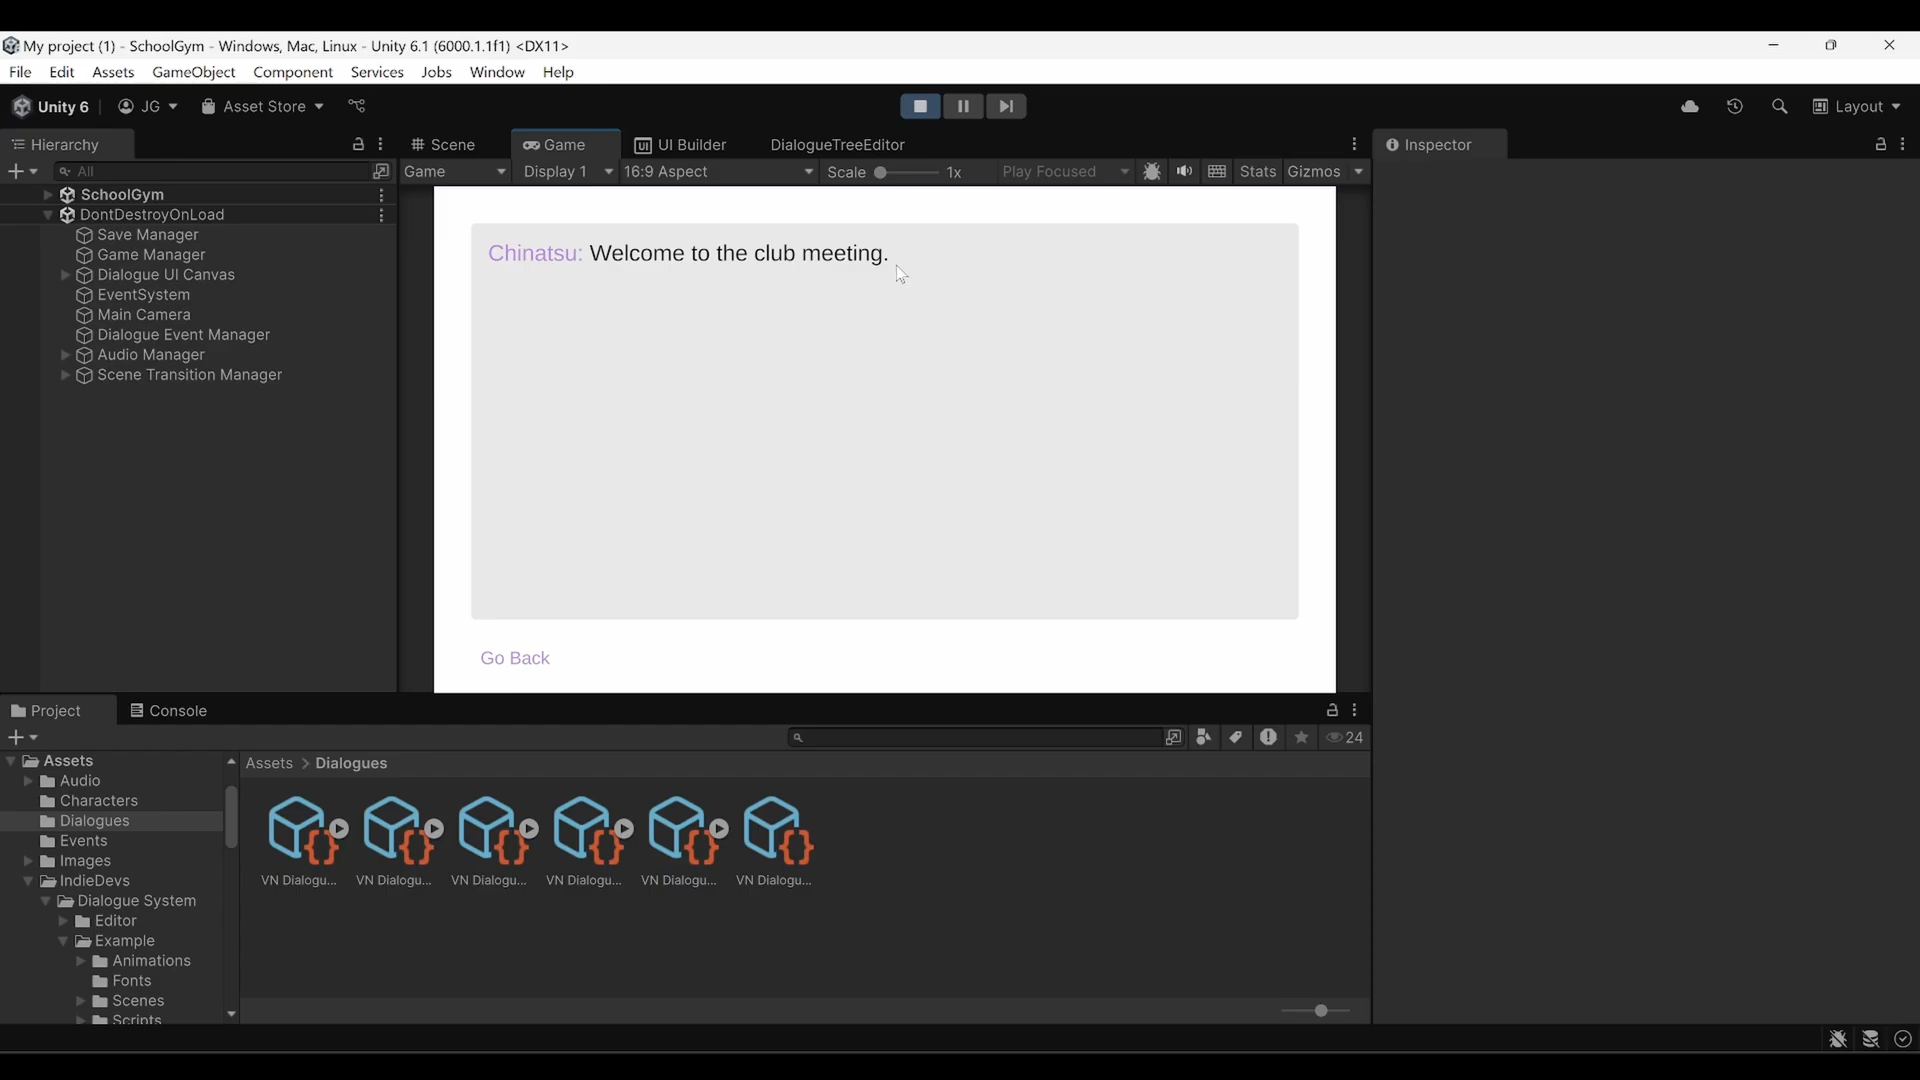 My project (1) - SchoolGym - Windows, Mac, Linux - Unity 6.1 (6000.1.1f1) <DX11>
File Edit Assets GameObject Component Services Jobs Window Help
Unity 6 JG Asset Store Layout
Hierarchy Scene Game UI Builder DialogueTreeEditor Inspector
All Game Display 1 16:9 Aspect Scale 1x Play Focused Stats Gizmos
SchoolGym
DontDestroyOnLoad
Save Manager
Game Manager
Dialogue UI Canvas
EventSystem
Main Camera
Dialogue Event Manager
Audio Manager
Scene Transition Manager
Chinatsu: Welcome to the club meeting.
Go Back
Project Console
24
Assets
Audio
Characters
Dialogues
Events
Images
IndieDevs
Dialogue System
Editor
Example
Animations
Fonts
Scenes
Scripts
Assets > Dialogues
VN Dialogu... VN Dialogu... VN Dialogu... VN Dialogu... VN Dialogu... VN Dialogu...